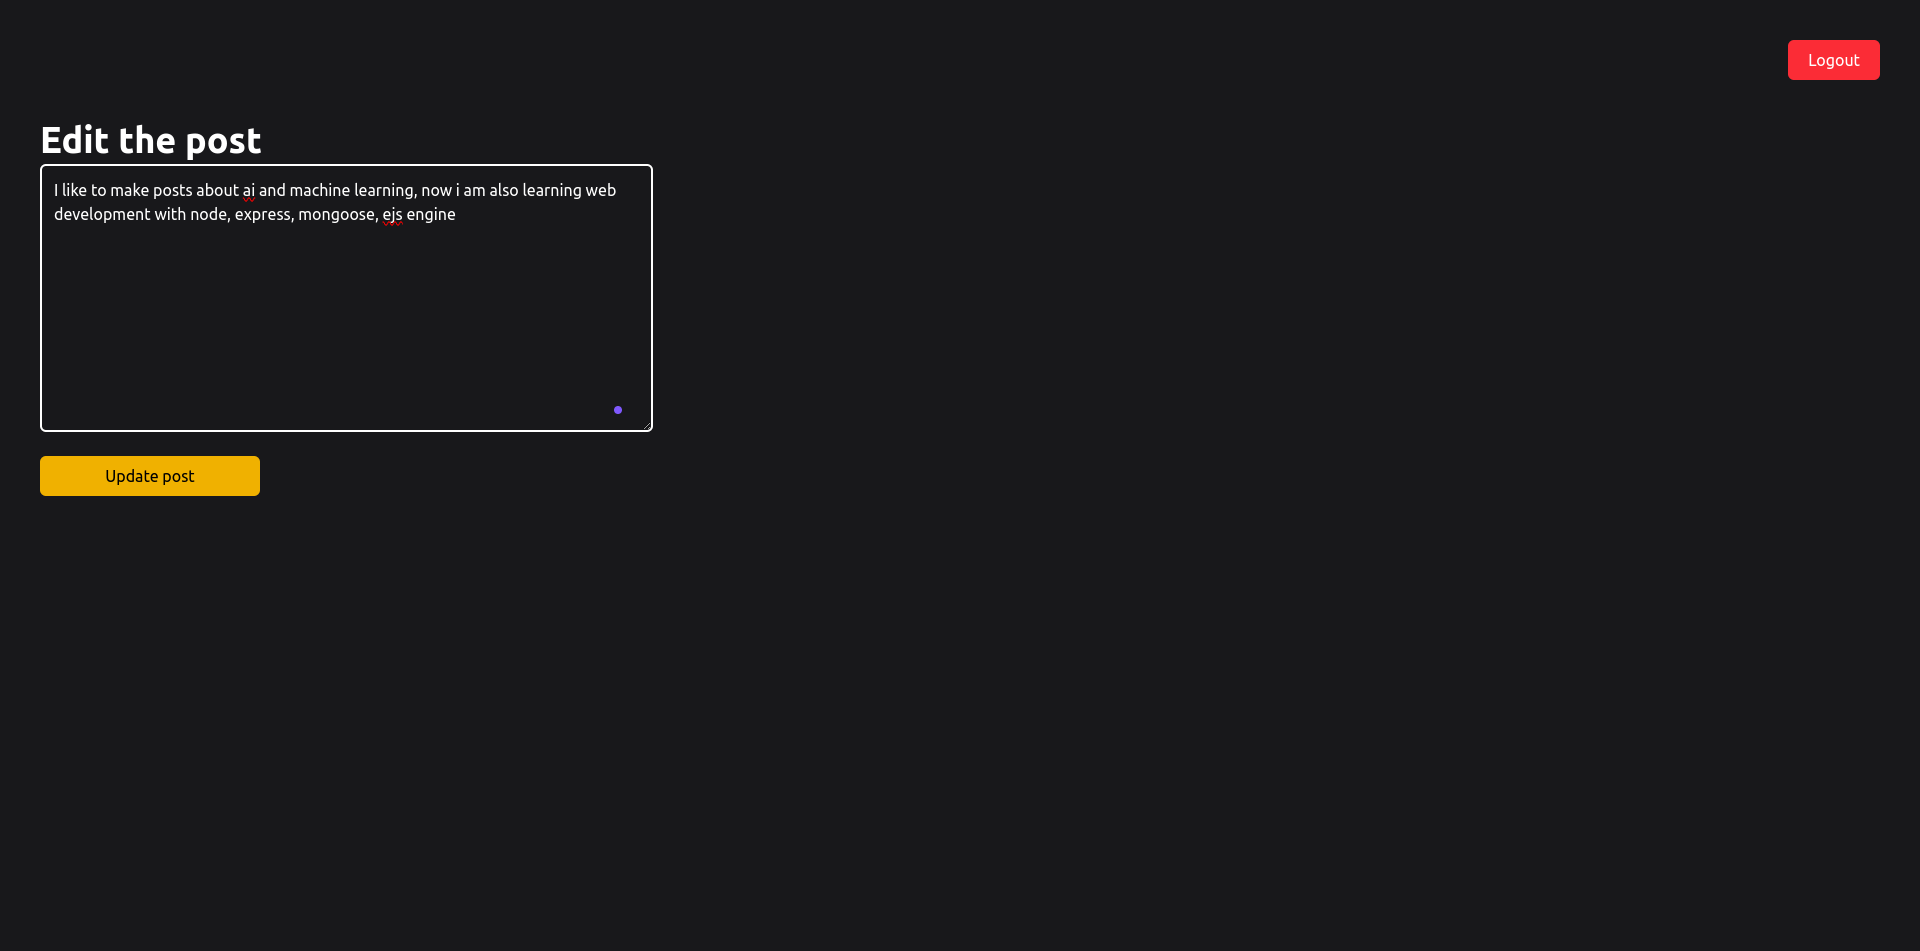 Logout
Edit the post
I like to make posts about ai and machine learning, now i am also learning web
development with node, express, mongoose, ejs engine
Update post